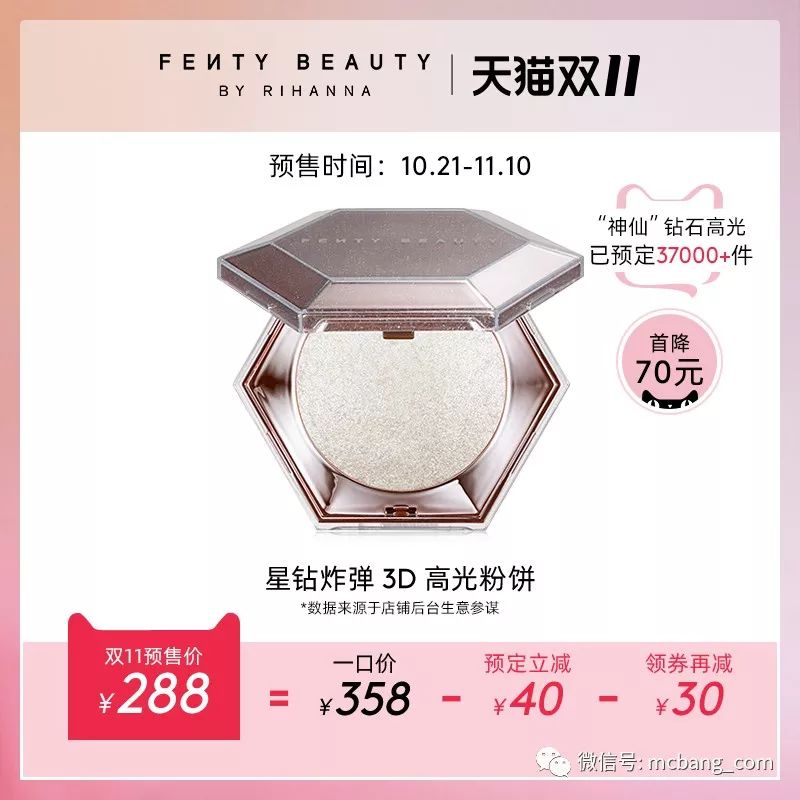 FENTY BEAUTY
BY RIHANNA
天猫双11
预售时间：10.21-11.10
“神仙”钻石高光
已预定37000+件
首降
70元
FENTY BEAUTY
星钻炸弹 3D 高光粉饼
*数据来源于店铺后台生意参谋
双11预售价
¥288
=
一口价
¥358
-
预定立减
¥40
-
领券再减
¥30
微信号: mcbang_com